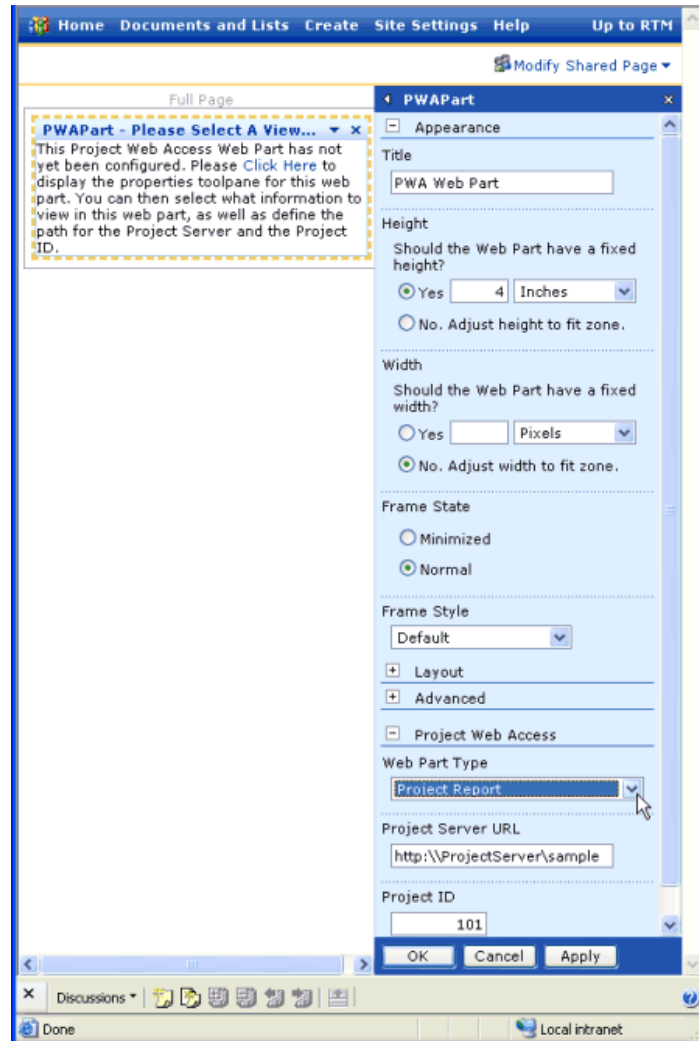 Home Documents and Lists Create Site Settings Help Up to RTM
Modify Shared Page
Full Page
PWAPart - Please Select A View...
This Project Web Access Web Part has not
yet been configured. Please Click Here to
display the properties toolpane for this web
part. You can then select what information to
view in this web part, as well as define the
path for the Project Server and the Project
ID.
PWAPart
Appearance
Title
PWA Web Part
Height
Should the Web Part have a fixed
height?
Yes 4 Inches
No. Adjust height to fit zone.
Width
Should the Web Part have a fixed
width?
Yes Pixels
No. Adjust width to fit zone.
Frame State
Minimized
Normal
Frame Style
Default
Layout
Advanced
Project Web Access
Web Part Type
Project Report
Project Server URL
http:\\ProjectServer\sample
Project ID
101
OK Cancel Apply
Discussions
Done Local intranet